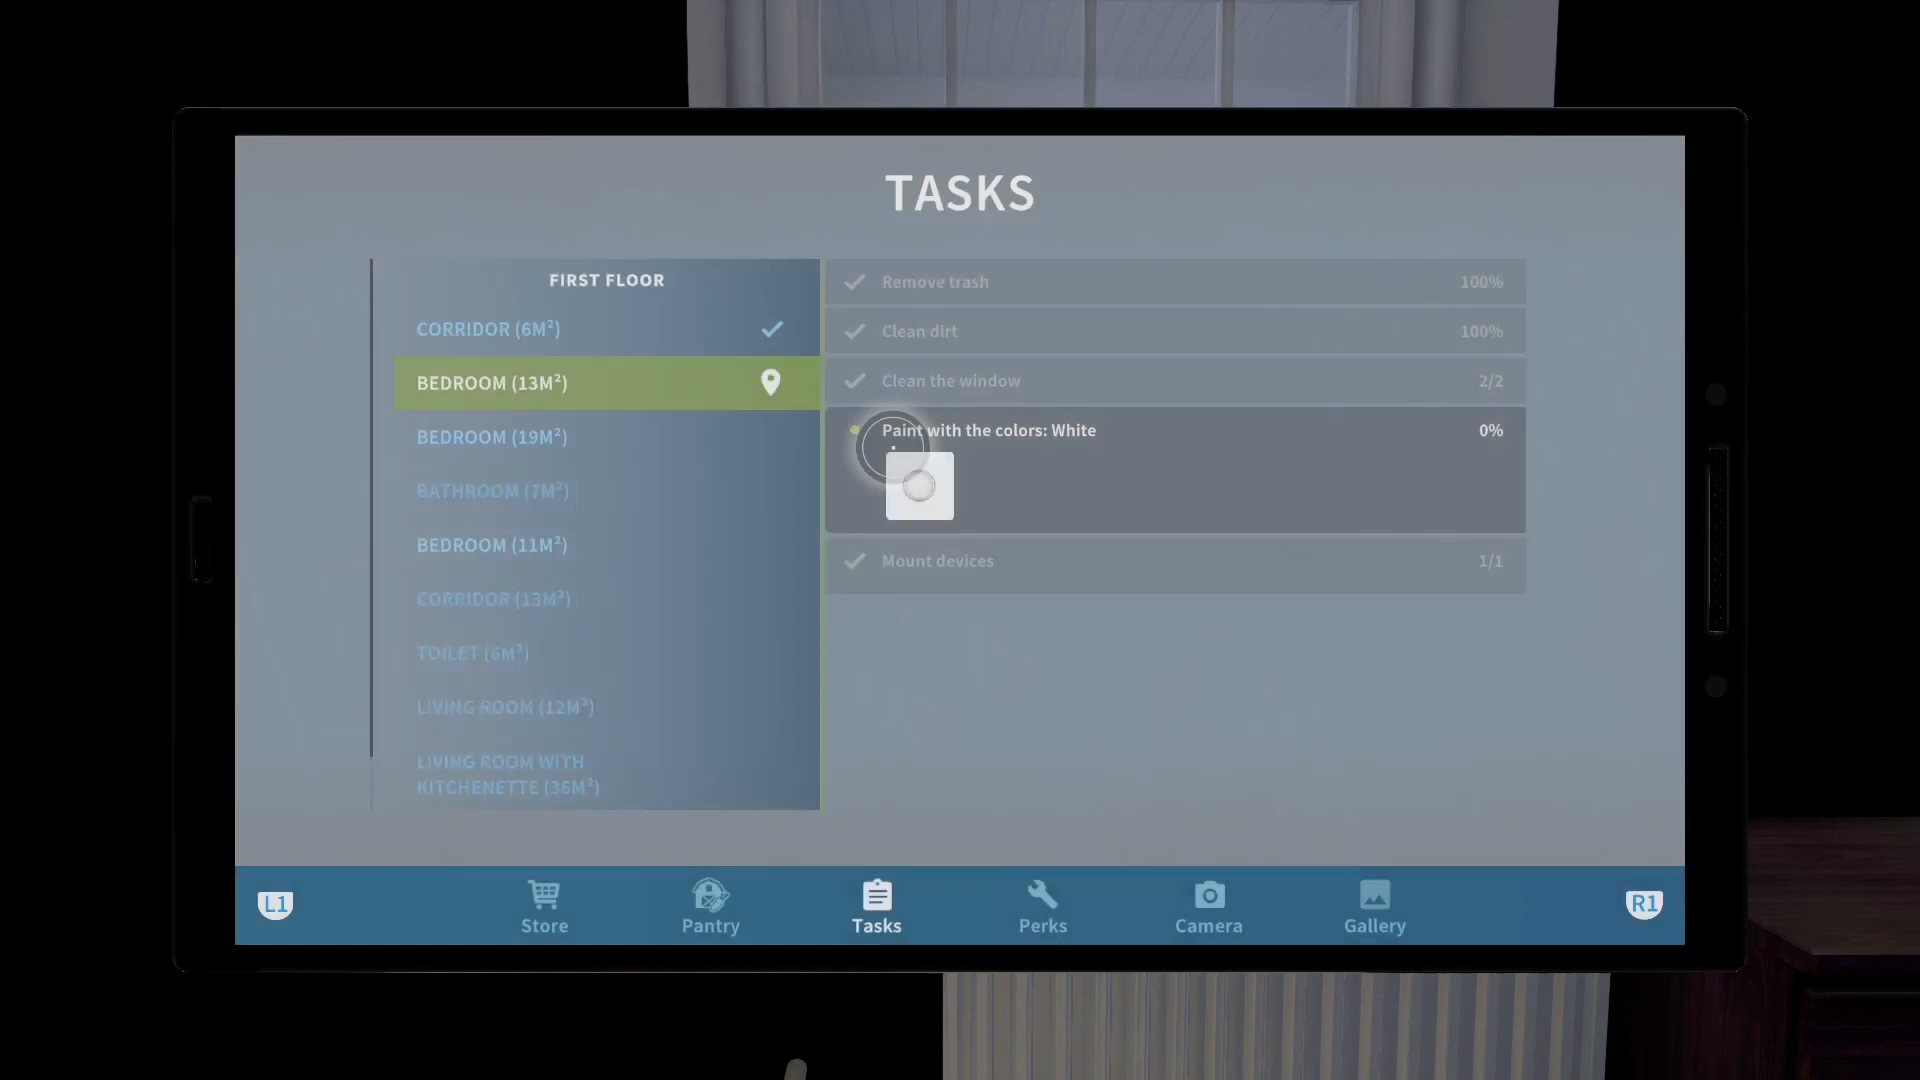 TASKS
FIRST FLOOR
CORRIDOR (6M²)
BEDROOM (13M²)
BEDROOM (19M²)
BATHROOM (7M²)
BEDROOM (11M²)
CORRIDOR (13M²)
TOILET (6M²)
LIVING ROOM (12M²)
LIVING ROOM WITH
KITCHENETTE (36M²)
Remove trash 100%
Clean dirt 100%
Clean the window 2/2
Paint with the colors: White 0%
Mount devices 1/1
L1 Store Pantry Tasks Perks Camera Gallery R1